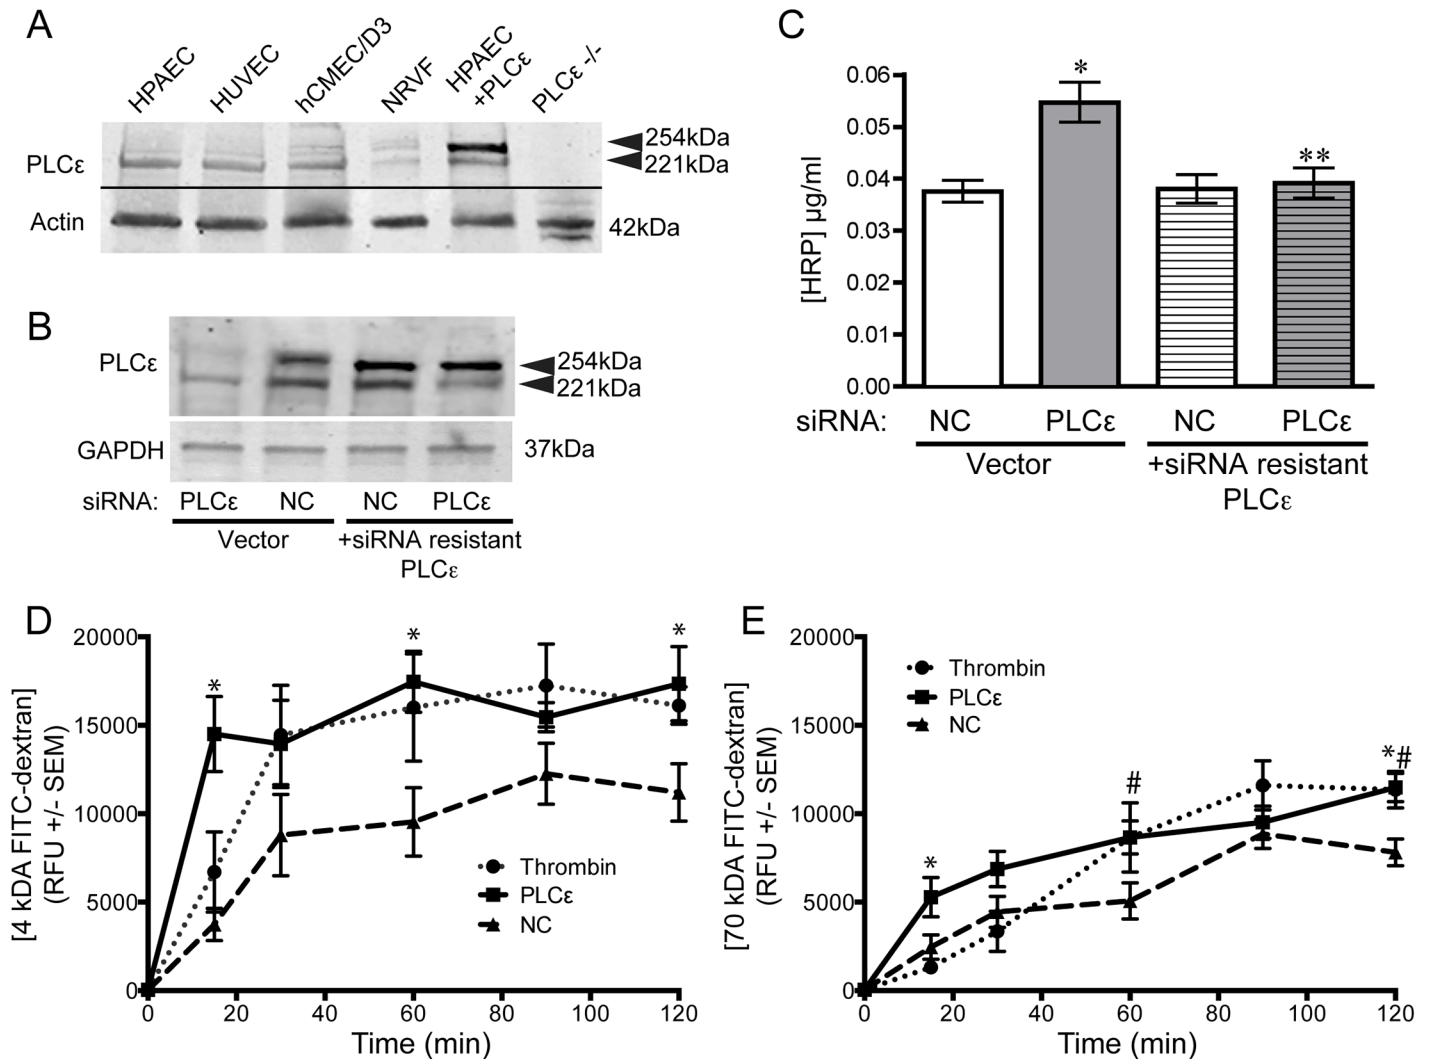 A
HPAEC
HUVEC
hCMEC/D3
NRVF
HPAEC
+PLCε
PLCε -/-
PLCε
254kDa
221kDa
Actin
42kDa
B
PLCε
254kDa
221kDa
GAPDH
37kDa
siRNA: PLCε NC NC PLCε
Vector +siRNA resistant
PLCε
C
[HRP] µg/ml
0.06
0.05
0.04
0.03
0.02
0.01
0.00
*
**
siRNA: NC PLCε NC PLCε
Vector +siRNA resistant
PLCε
D
[4 kDA FITC-dextran]
(RFU +/- SEM)
20000
15000
10000
5000
0
* * *
Thrombin
PLCε
NC
0 20 40 60 80 100 120
Time (min)
E
[70 kDA FITC-dextran]
(RFU +/- SEM)
20000
15000
10000
5000
0
Thrombin
PLCε
NC
* # *#
0 20 40 60 80 100 120
Time (min)